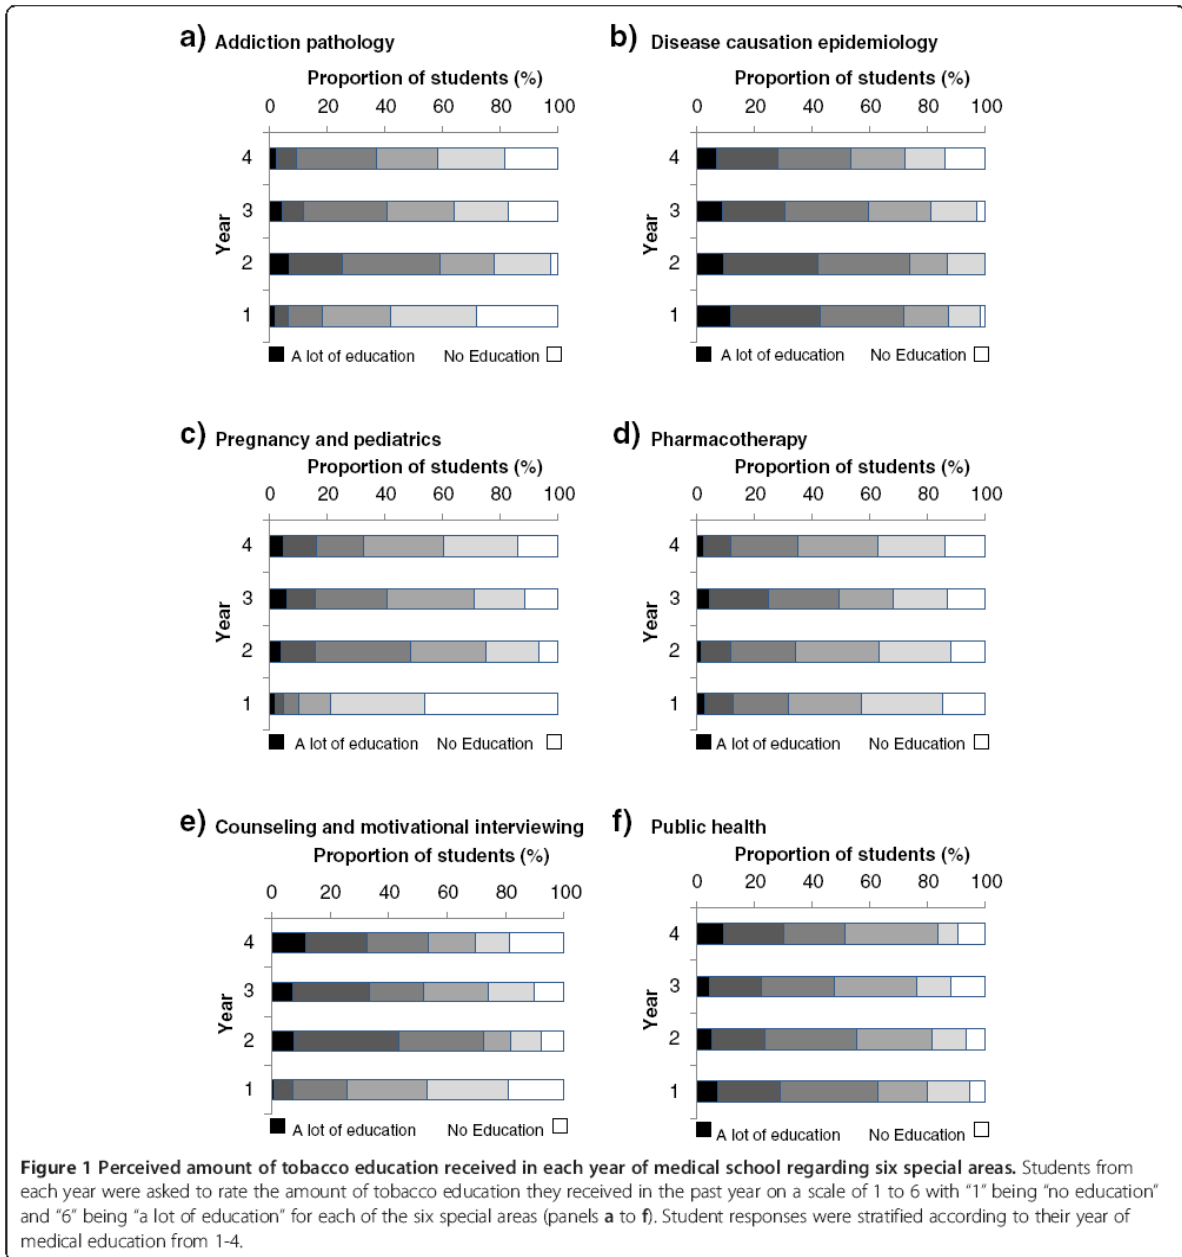 a) Addiction pathology
Proportion of students (%)
0 20 40 60 80 100
Year
4
3
2
1
A lot of education No Education
b) Disease causation epidemiology
Proportion of students (%)
0 20 40 60 80 100
Year
4
3
2
1
A lot of education No Education
c) Pregnancy and pediatrics
Proportion of students (%)
0 20 40 60 80 100
Year
4
3
2
1
A lot of education No Education
d) Pharmacotherapy
Proportion of students (%)
0 20 40 60 80 100
Year
4
3
2
1
A lot of education No Education
e) Counseling and motivational interviewing
Proportion of students (%)
0 20 40 60 80 100
Year
4
3
2
1
A lot of education No Education
f) Public health
Proportion of students (%)
0 20 40 60 80 100
Year
4
3
2
1
A lot of education No Education
Figure 1 Perceived amount of tobacco education received in each year of medical school regarding six special areas. Students from
each year were asked to rate the amount of tobacco education they received in the past year on a scale of 1 to 6 with “1” being “no education”
and “6” being “a lot of education” for each of the six special areas (panels a to f). Student responses were stratified according to their year of
medical education from 1-4.